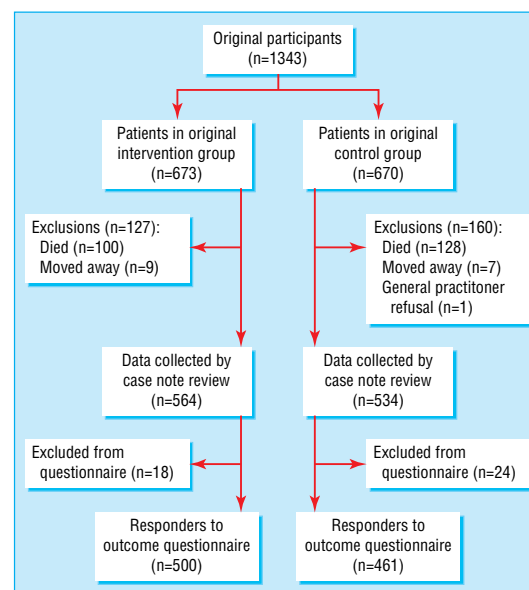 Original participants
(n=1343)
Patients in original
intervention group
(n=673)
Patients in original
control group
(n=670)
Exclusions (n=127):
Died (n=100)
Moved away (n=9)
Exclusions (n=160):
Died (n=128)
Moved away (n=7)
General practitoner
refusal (n=1)
Data collected by
case note review
(n=564)
Data collected by
case note review
(n=534)
Excluded from
questionnaire (n=18)
Excluded from
questionnaire (n=24)
Responders to
outcome questionnaire
(n=500)
Responders to
outcome questionnaire
(n=461)